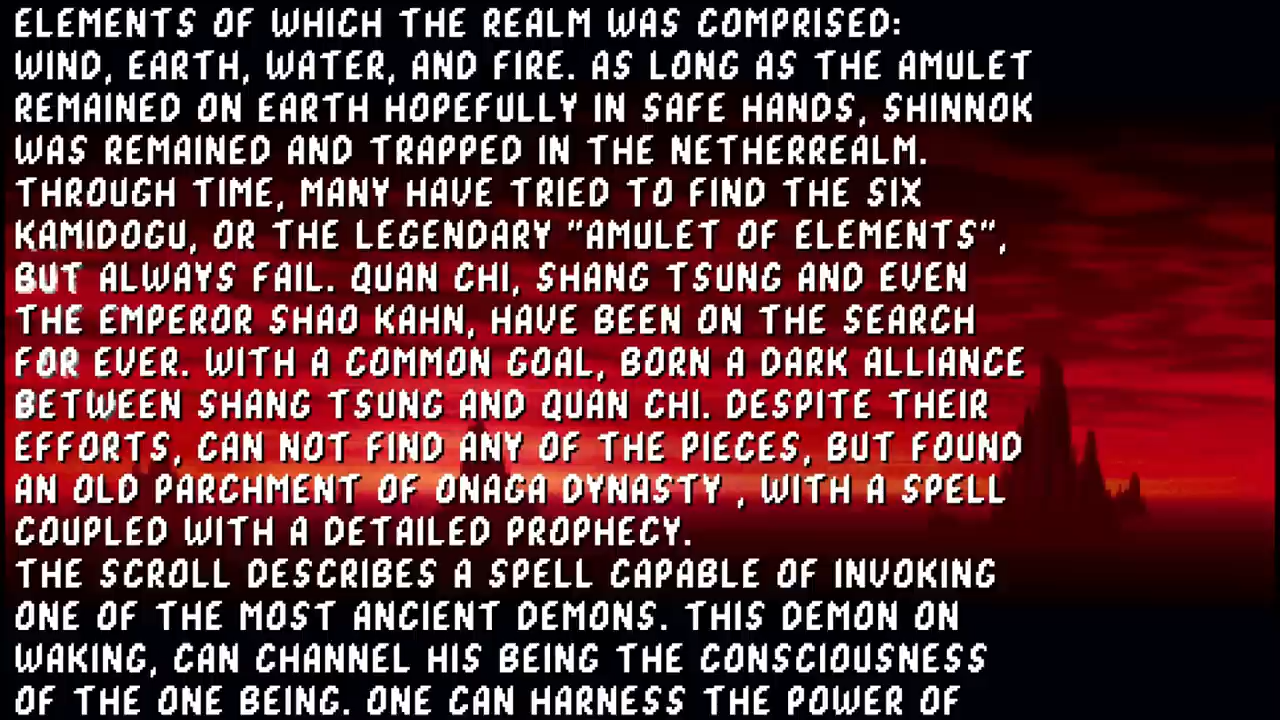 ELEMENTS OF WHICH THE REALM WAS COMPRISED:
WIND, EARTH, WATER, AND FIRE. AS LONG AS THE AMULET
REMAINED ON EARTH HOPEFULLY IN SAFE HANDS, SHINNOK
WAS REMAINED AND TRAPPED IN THE NETHERREALM.
THROUGH TIME, MANY HAVE TRIED TO FIND THE SIX
KAMIDOGU, OR THE LEGENDARY "AMULET OF ELEMENTS",
BUT ALWAYS FAIL. QUAN CHI, SHANG TSUNG AND EVEN
THE EMPEROR SHAO KAHN, HAVE BEEN ON THE SEARCH
FOR EVER. WITH A COMMON GOAL, BORN A DARK ALLIANCE
BETWEEN SHANG TSUNG AND QUAN CHI. DESPITE THEIR
EFFORTS, CAN NOT FIND ANY OF THE PIECES, BUT FOUND
AN OLD PARCHMENT OF ONAGA DYNASTY , WITH A SPELL
COUPLED WITH A DETAILED PROPHECY.
THE SCROLL DESCRIBES A SPELL CAPABLE OF INVOKING
ONE OF THE MOST ANCIENT DEMONS. THIS DEMON ON
WAKING, CAN CHANNEL HIS BEING THE CONSCIOUSNESS
OF THE ONE BEING. ONE CAN HARNESS THE POWER OF